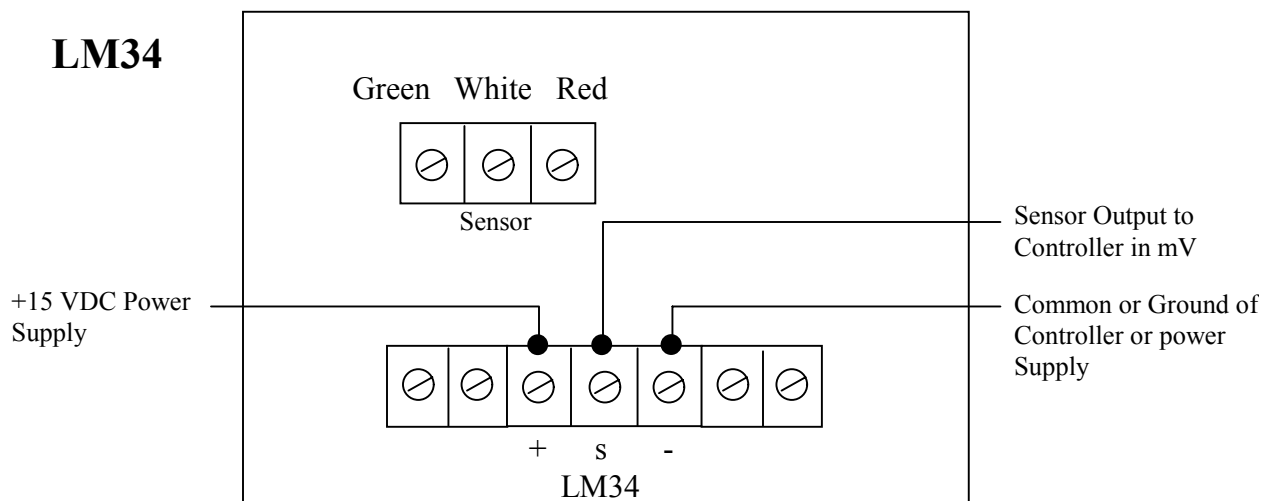 LM34
Green White Red
Sensor
Sensor Output to
Controller in mV
+15 VDC Power
Supply
Common or Ground of
Controller or power
Supply
+ s -
LM34